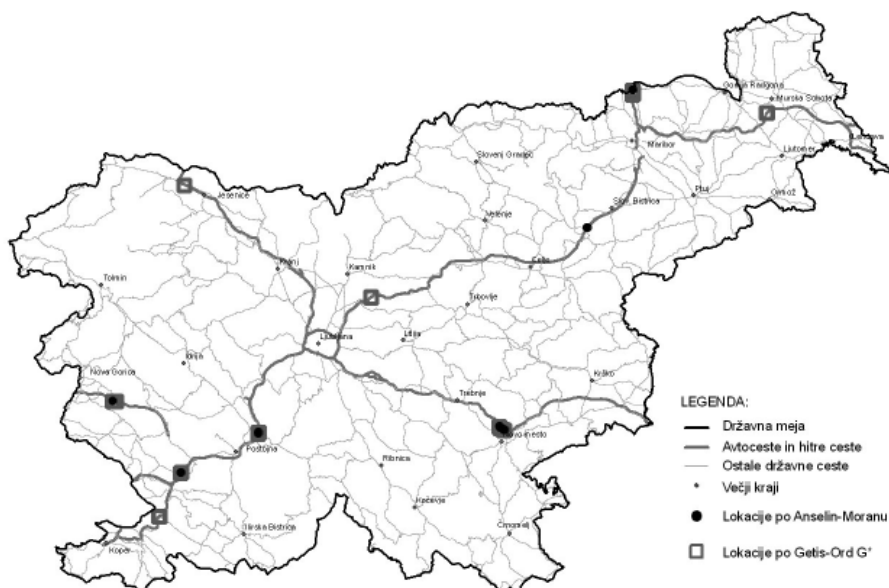 Gornja Radgona
Murska Sobota
Lendava
Maribor
Ljutomer
Slovenj Gradec
Jesenice
Ptuj
Ormož
Slov. Bistrica
Velenje
Kranj
Kamnik
Celje
Tolmin
Trbovlje
Ljubljana
Litija
Idrija
Nova Gorica
Krško
Trebnje
Novo mesto
Postojna
Ribnica
Kočevje
Črnomelj
Ilirska Bistrica
Koper
LEGENDA:
Državna meja
Avtoceste in hitre ceste
Ostale državne ceste
Večji kraji
Lokacije po Anselin-Moranu
Lokacije po Getis-Ord G*